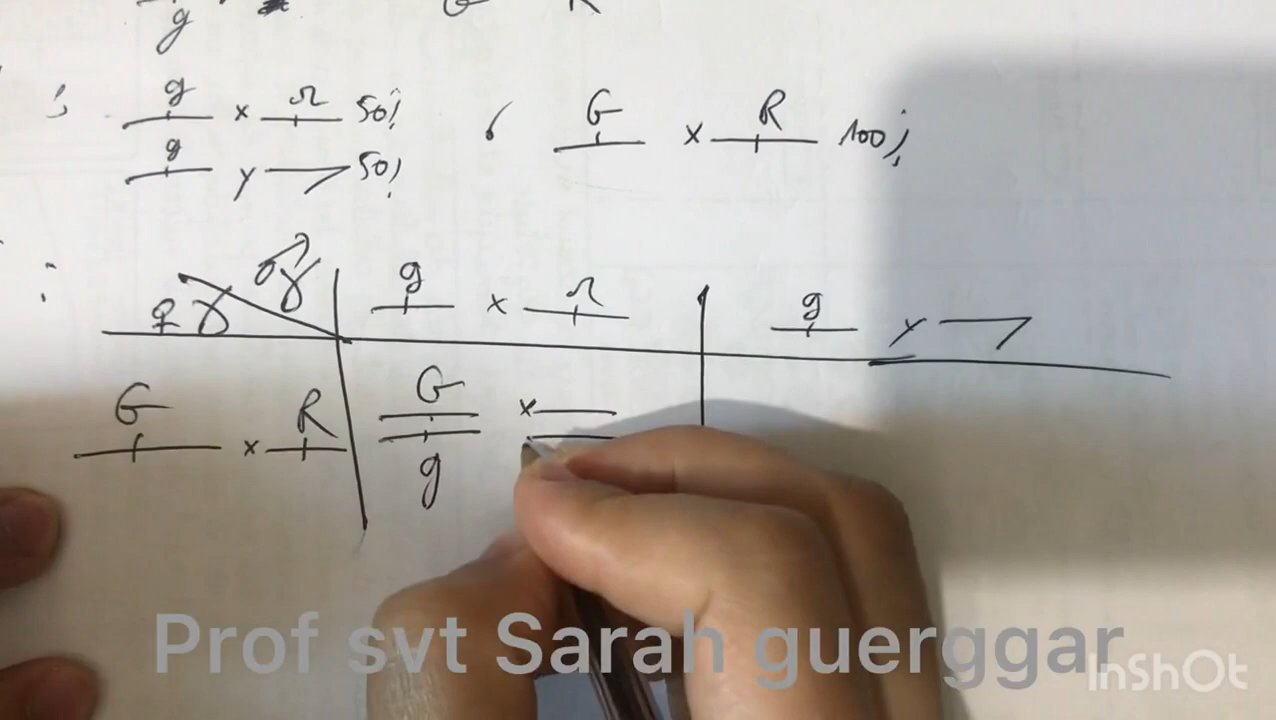 g G R
g x r 50% G x R 100%
g y 50%
♀ γ ♂ γ g x r g y
G x R G x
g
Prof svt Sarah guerggar
InShOt